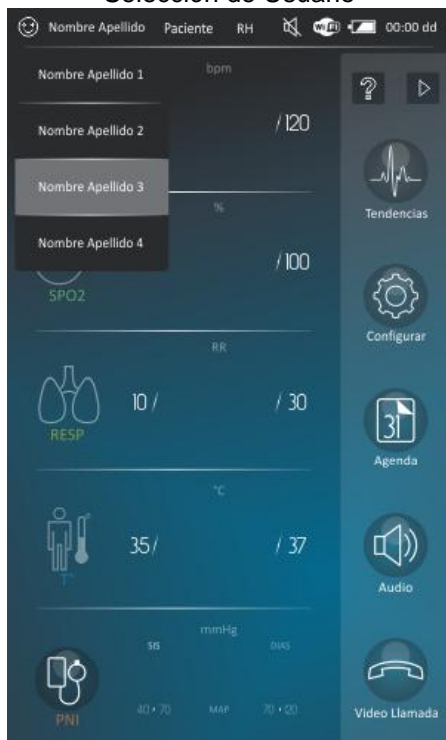 Selección de Usuario
Nombre Apellido Paciente RH WiFi 00:00 dd
Nombre Apellido 1
bpm
?
Nombre Apellido 2
/ 120
Nombre Apellido 3
%
Tendencias
Nombre Apellido 4
/ 100
SPO2
Configurar
RR
10 /
/ 30
RESP
31
Agenda
°C
35 /
/ 37
T°
Audio
mmHg
SIS
DIAS
40 • 70
MAP
PNI
Video Llamada